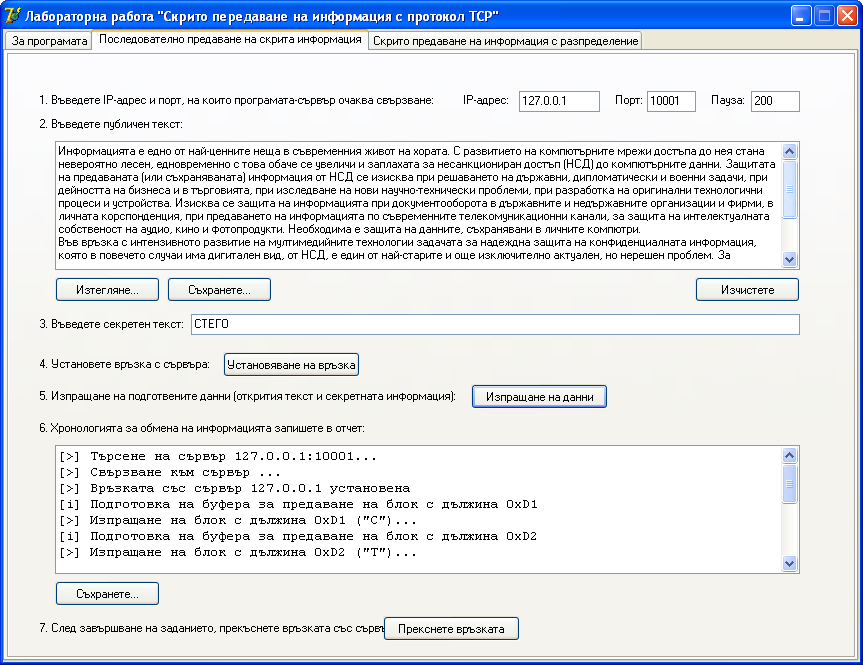 Лабораторна работа "Скрито передаване на информация с протокол TCP"
За програмата Последователно предаване на скрита информация Скрито предаване на информация с разпределение
1. Въведете IP-адрес и порт, на които програмата-сървър очаква свързване: IP-адрес: 127.0.0.1 Порт: 10001 Пауза: 200
2. Въведете публичен текст:
Информацията е едно от най-ценните неща в съвременния живот на хората. С развитието на компютърните мрежи достъпа до нея стана
невероятно лесен, едновременно с това обаче се увеличи и заплахата за несанкциониран достъп (НСД) до компютърните данни. Защитата
на предаваната (или съхраняваната) информация от НСД се изисква при решаването на държавни, дипломатически и военни задачи, при
дейността на бизнеса и в търговията, при изследване на нови научно-технически проблеми, при разработка на оригинални технологични
процеси и устройства. Изисква се защита на информацията при документооборота в държавните и недържавните организации и фирми, в
личната корспонденция, при предаването на информацията по съвременните телекомуникационни канали, за защита на интелектуалната
собственост на аудио, кино и фотопродукти. Необходима е защита на данните, съхранявани в личните компютри.
Във връзка с интензивното развитие на мултимедийните технологии задачата за надеждна защита на конфиденциалната информация,
която в повечето случаи има дигитален вид, от НСД, е един от най-старите и още изключително актуален, но нерешен проблем. За
Изтегляне... Съхранете... Изчистете
3. Въведете секретен текст: СТЕГО
4. Установете връзка с сървъра: Установяване на връзка
5. Изпращане на подготвените данни (открития текст и секретната информация): Изпращане на данни
6. Хронологията за обмена на информацията запишете в отчет:
[>] Търсене на сървър 127.0.0.1:10001...
[>] Свързване към сървър ...
[>] Връзката със сървър 127.0.0.1 установена
[i] Подготовка на буфера за предаване на блок с дължина 0xD1
[>] Изпращане на блок с дължина 0xD1 ("С")...
[i] Подготовка на буфера за предаване на блок с дължина 0xD2
[>] Изпращане на блок с дължина 0xD2 ("Т")...
Съхранете...
7. След завършване на заданието, прекъснете връзката със сървъ Прекснете връзката